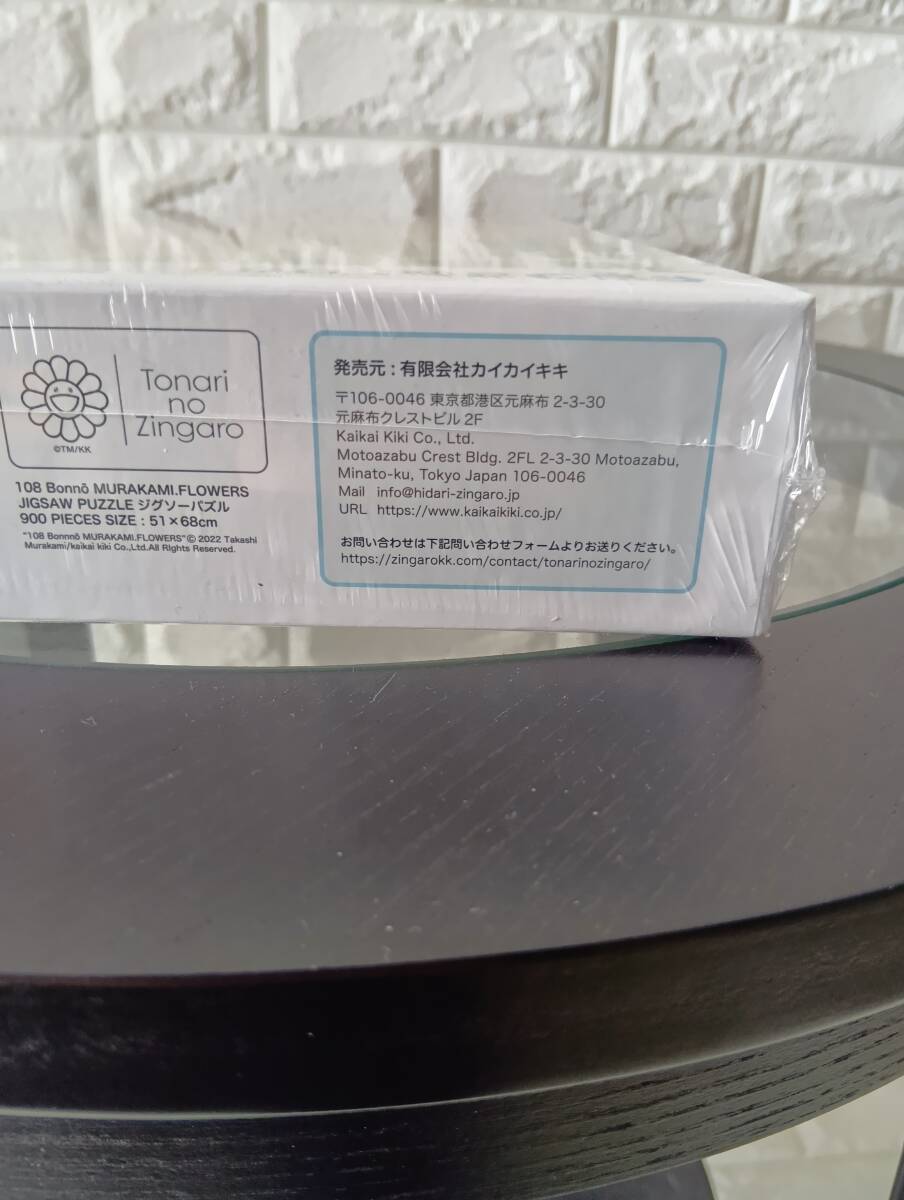 Tonari
no
Zingaro
©TM/KK
108 Bonnō MURAKAMI.FLOWERS
JIGSAW PUZZLE ジグソーパズル
900 PIECES SIZE : 51×68cm
"108 Bonnnō MURAKAMI.FLOWERS"© 2022 Takashi
Murakami/kaikai kiki Co.,Ltd.All Rights Reserved.
発売元 : 有限会社カイカイキキ
〒106-0046 東京都港区元麻布 2-3-30
元麻布クレストビル 2F
Kaikai Kiki Co., Ltd.
Motoazabu Crest Bldg. 2FL 2-3-30 Motoazabu,
Minato-ku, Tokyo Japan 106-0046
Mail info@hidari-zingaro.jp
URL https://www.kaikaikiki.co.jp/
お問い合わせは下記問い合わせフォームよりお送りください。
https://zingarokk.com/contact/tonarinozingaro/